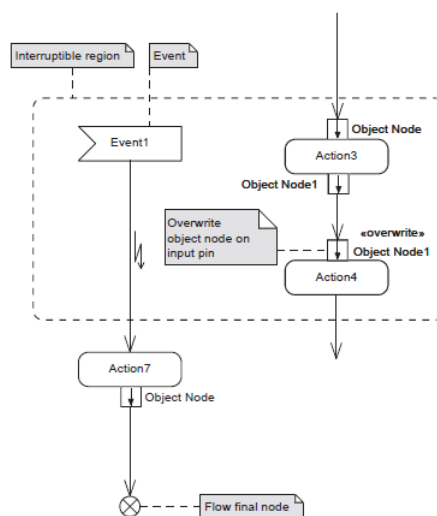 Interruptible region
Event
Object Node
Event1
Action3
Object Node1
Overwrite
object node on
input pin
«overwrite»
Object Node1
Action4
Action7
Object Node
Flow final node